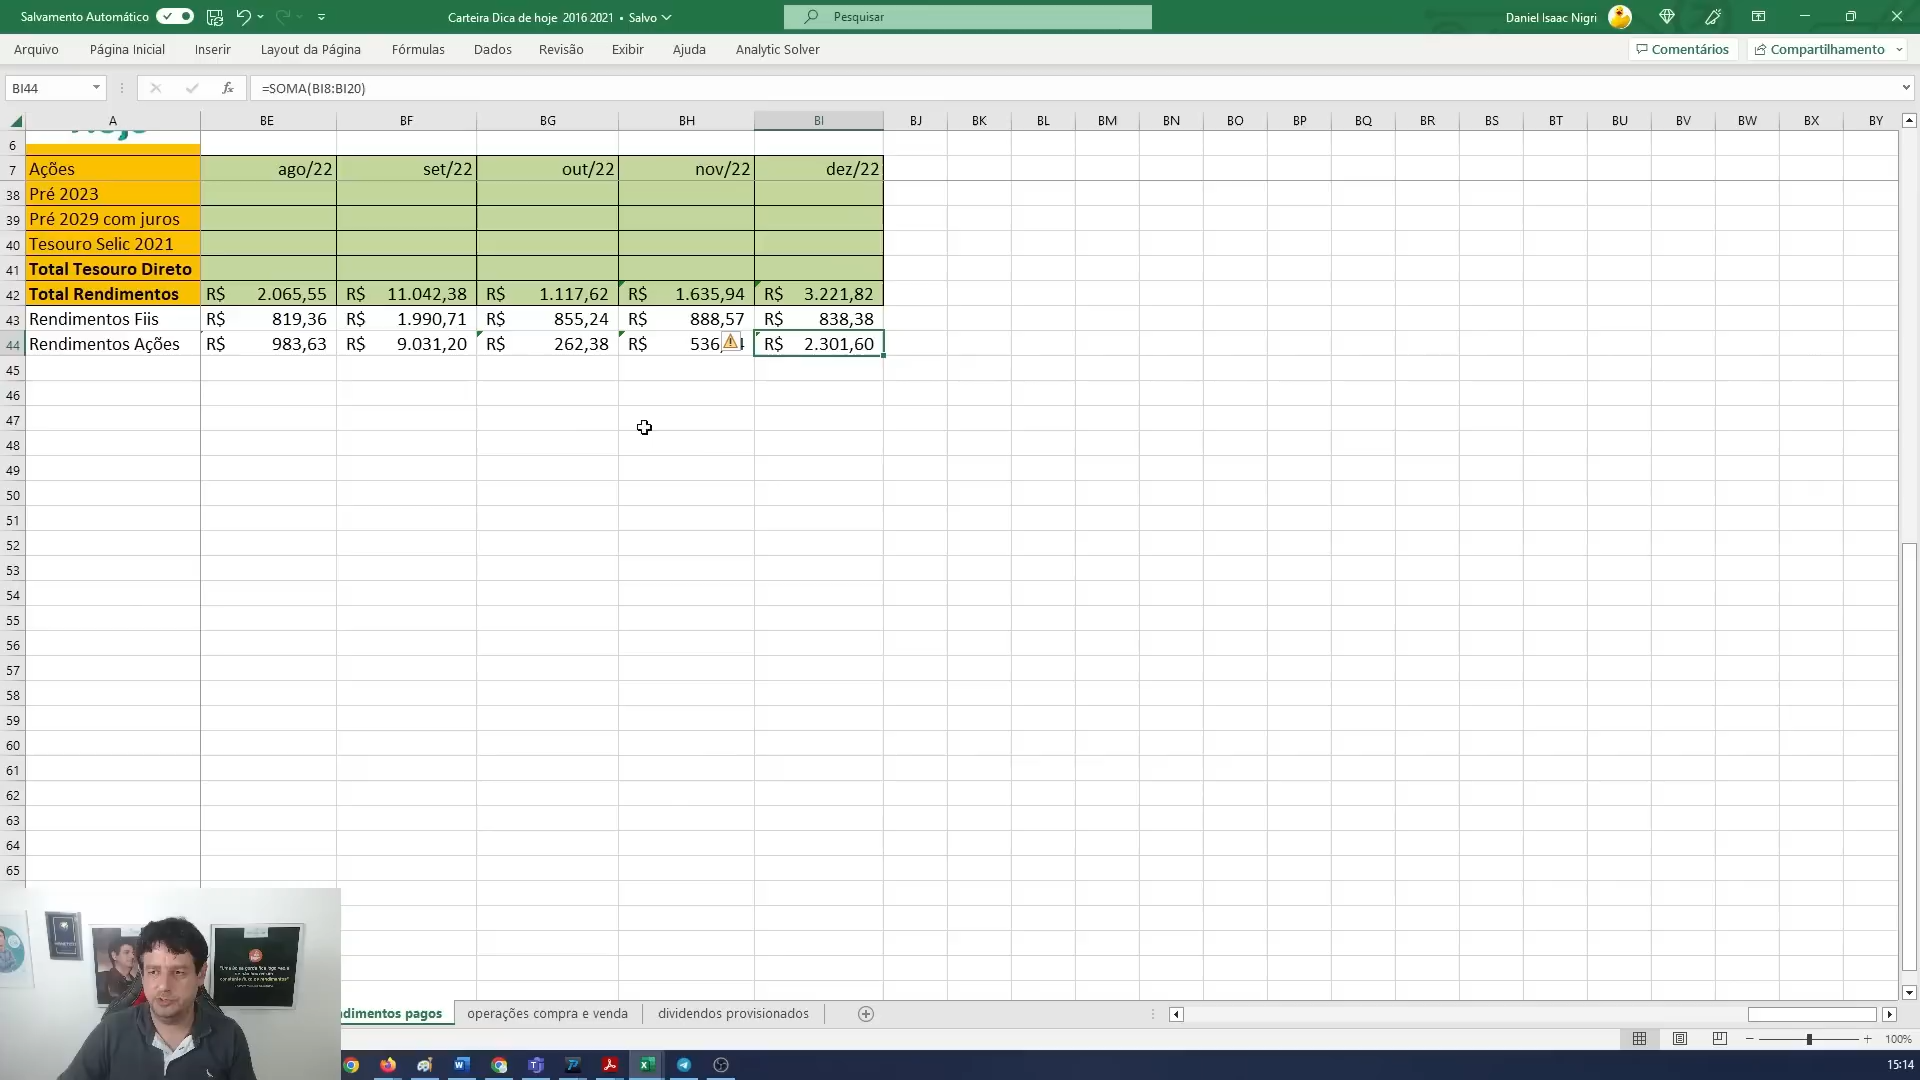 Salvamento Automático
Carteira Dica de hoje 2016 2021 • Salvo
Pesquisar
Daniel Isaac Nigri
Arquivo Página Inicial Inserir Layout da Página Fórmulas Dados Revisão Exibir Ajuda Analytic Solver Comentários Compartilhamento
BI44 fx =SOMA(BI8:BI20)
A BE BF BG BH BI BJ BK BL BM BN BO BP BQ BR BS BT BU BV BW BX BY
6
7 Ações ago/22 set/22 out/22 nov/22 dez/22
38 Pré 2023
39 Pré 2029 com juros
40 Tesouro Selic 2021
41 Total Tesouro Direto
42 Total Rendimentos R$ 2.065,55 R$ 11.042,38 R$ 1.117,62 R$ 1.635,94 R$ 3.221,82
43 Rendimentos Fiis R$ 819,36 R$ 1.990,71 R$ 855,24 R$ 888,57 R$ 838,38
44 Rendimentos Ações R$ 983,63 R$ 9.031,20 R$ 262,38 R$ 536, R$ 2.301,60
45
46
47
48
49
50
51
52
53
54
55
56
57
58
59
60
61
62
63
64
65
dimentos pagos operações compra e venda dividendos provisionados
100%
15:14